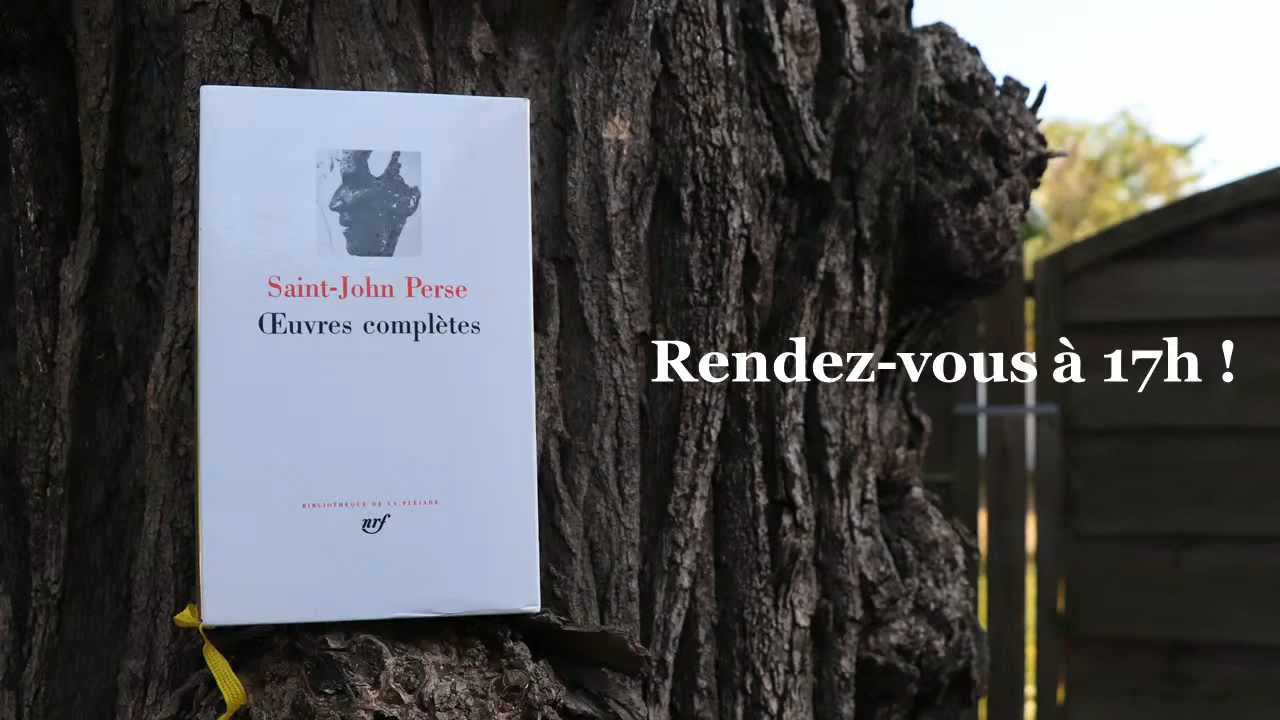 Saint-John Perse
Œuvres complètes
Rendez-vous à 17h !
BIBLIOTHÈQUE DE LA PLÉIADE
nrf